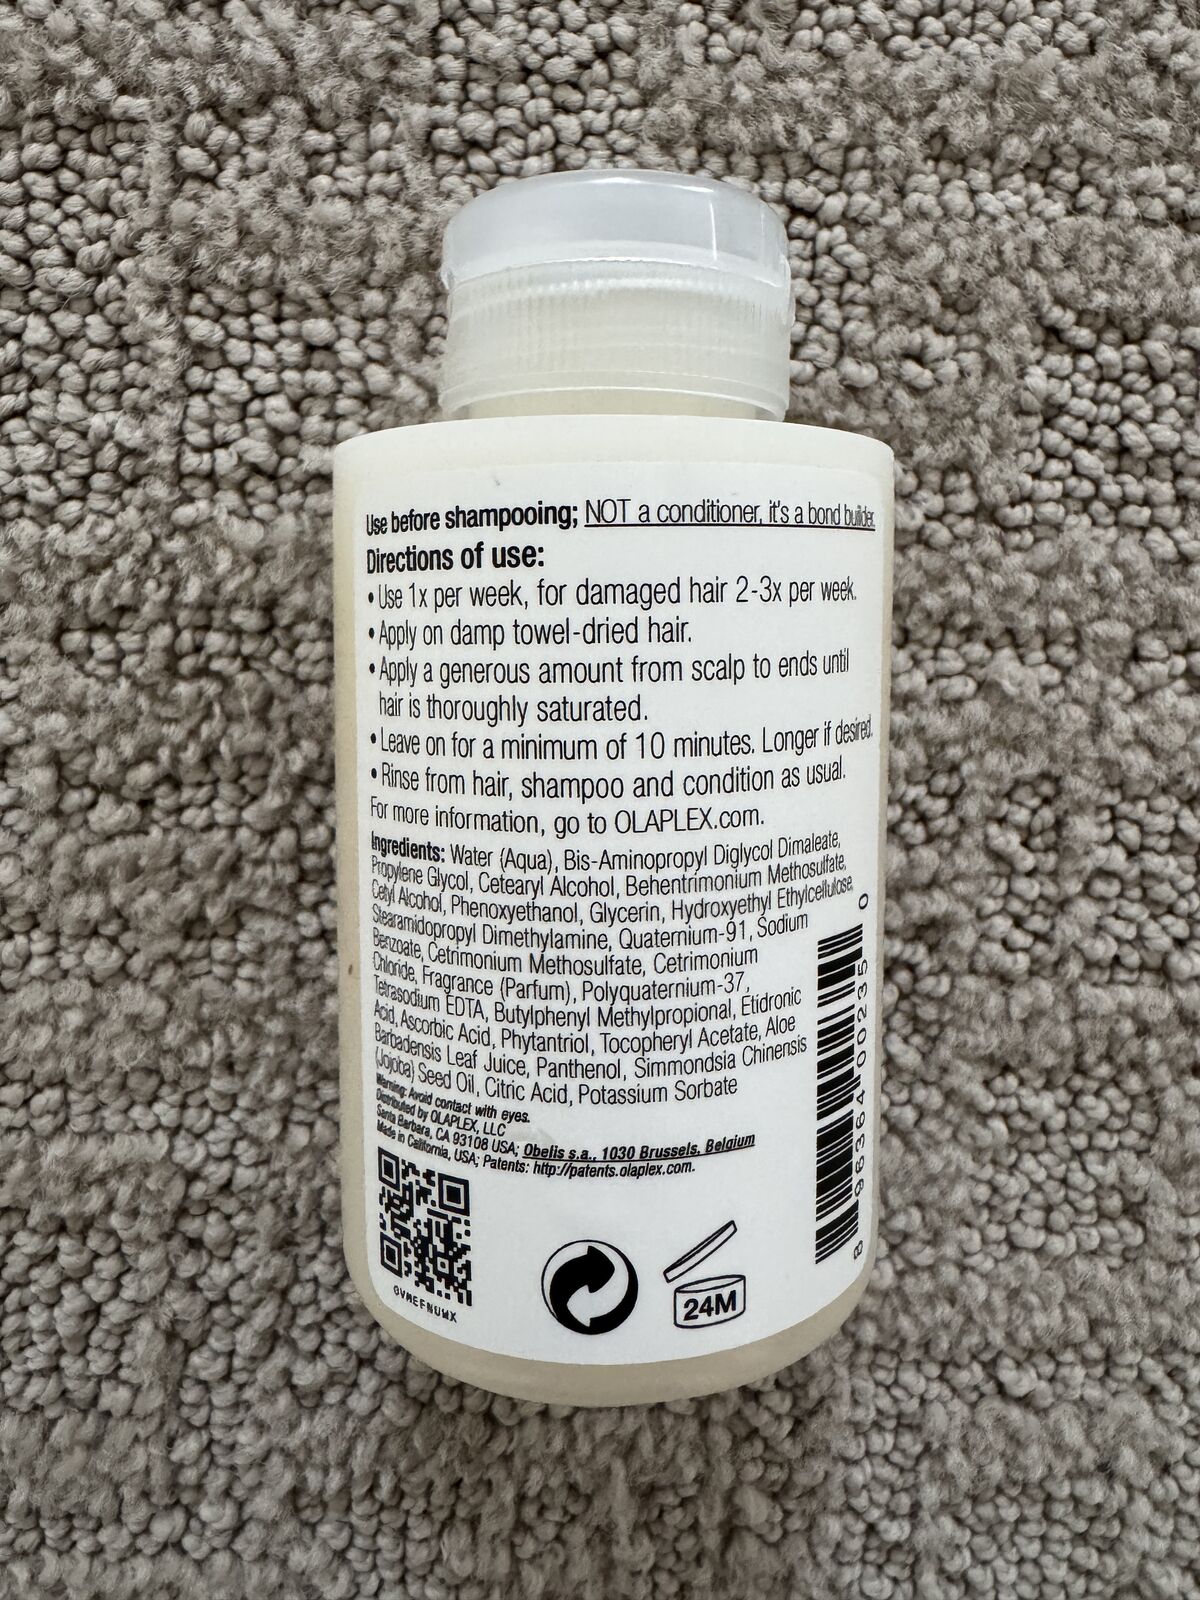 Use before shampooing; NOT a conditioner, it's a bond builder.
Directions of use:
• Use 1x per week, for damaged hair 2-3x per week.
• Apply on damp towel-dried hair.
• Apply a generous amount from scalp to ends until
hair is thoroughly saturated.
• Leave on for a minimum of 10 minutes. Longer if desired.
• Rinse from hair, shampoo and condition as usual.
For more information, go to OLAPLEX.com.
Ingredients: Water (Aqua), Bis-Aminopropyl Diglycol Dimaleate,
Propylene Glycol, Cetearyl Alcohol, Behentrimonium Methosulfate,
Cetyl Alcohol, Phenoxyethanol, Glycerin, Hydroxyethyl Ethylcellulose,
Stearamidopropyl Dimethylamine, Quaternium-91, Sodium
Benzoate, Cetrimonium Methosulfate, Cetrimonium
Chloride, Fragrance (Parfum), Polyquaternium-37,
Tetrasodium EDTA, Butylphenyl Methylpropional, Etidronic
Acid, Ascorbic Acid, Phytantriol, Tocopheryl Acetate, Aloe
Barbadensis Leaf Juice, Panthenol, Simmondsia Chinensis
(Jojoba) Seed Oil, Citric Acid, Potassium Sorbate
Warning: Avoid contact with eyes.
Distributed by OLAPLEX, LLC
Santa Barbara, CA 93108 USA; Obelis s.a., 1030 Brussels, Belgium
Made in California, USA; Patents: http://patents.olaplex.com.
24M
8 96364 00235 0